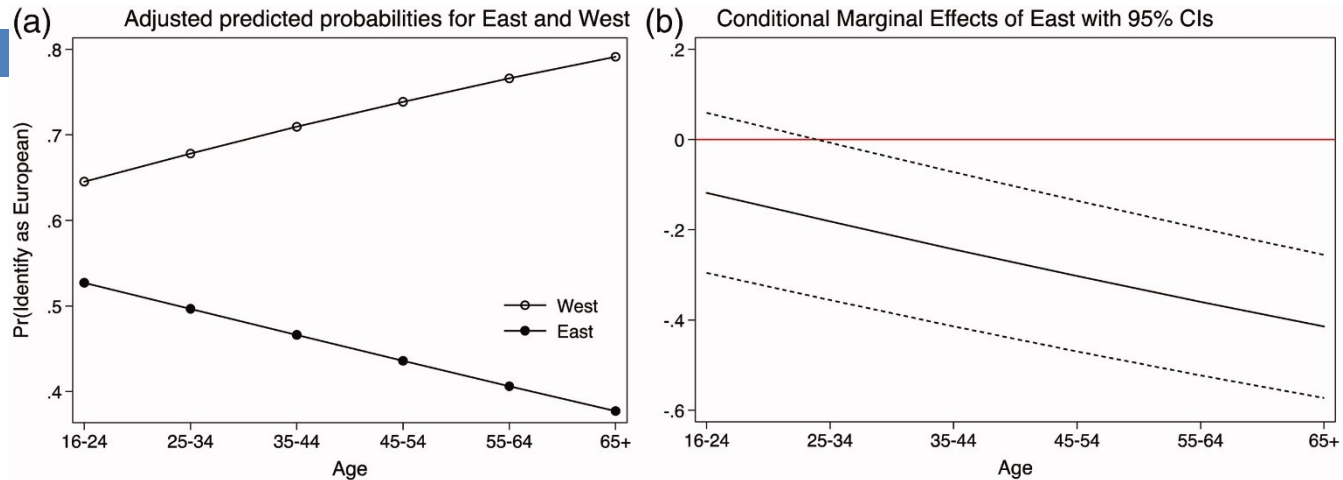 (a) Adjusted predicted probabilities for East and West
.8
.7
.6
.5
.4
Pr(Identify as European)
West
East
16-24 25-34 35-44 45-54 55-64 65+
Age
(b) Conditional Marginal Effects of East with 95% CIs
.2
0
-.2
-.4
-.6
16-24 25-34 35-44 45-54 55-64 65+
Age